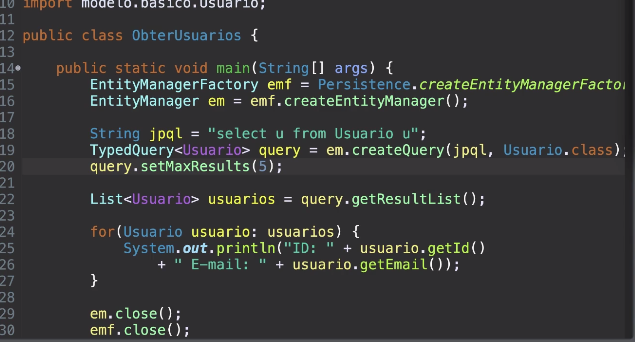 10 import modelo.basico.Usuario;
11
12 public class ObterUsuarios {
13
14 public static void main(String[] args) {
15 EntityManagerFactory emf = Persistence.createEntityManagerFacto
16 EntityManager em = emf.createEntityManager();
17
18 String jpql = "select u from Usuario u";
19 TypedQuery<Usuario> query = em.createQuery(jpql, Usuario.class);
20 query.setMaxResults(5);
21
22 List<Usuario> usuarios = query.getResultList();
23
24 for(Usuario usuario: usuarios) {
25 System.out.println("ID: " + usuario.getId()
26 + " E-mail: " + usuario.getEmail());
27 }
28
29 em.close();
30 emf.close();